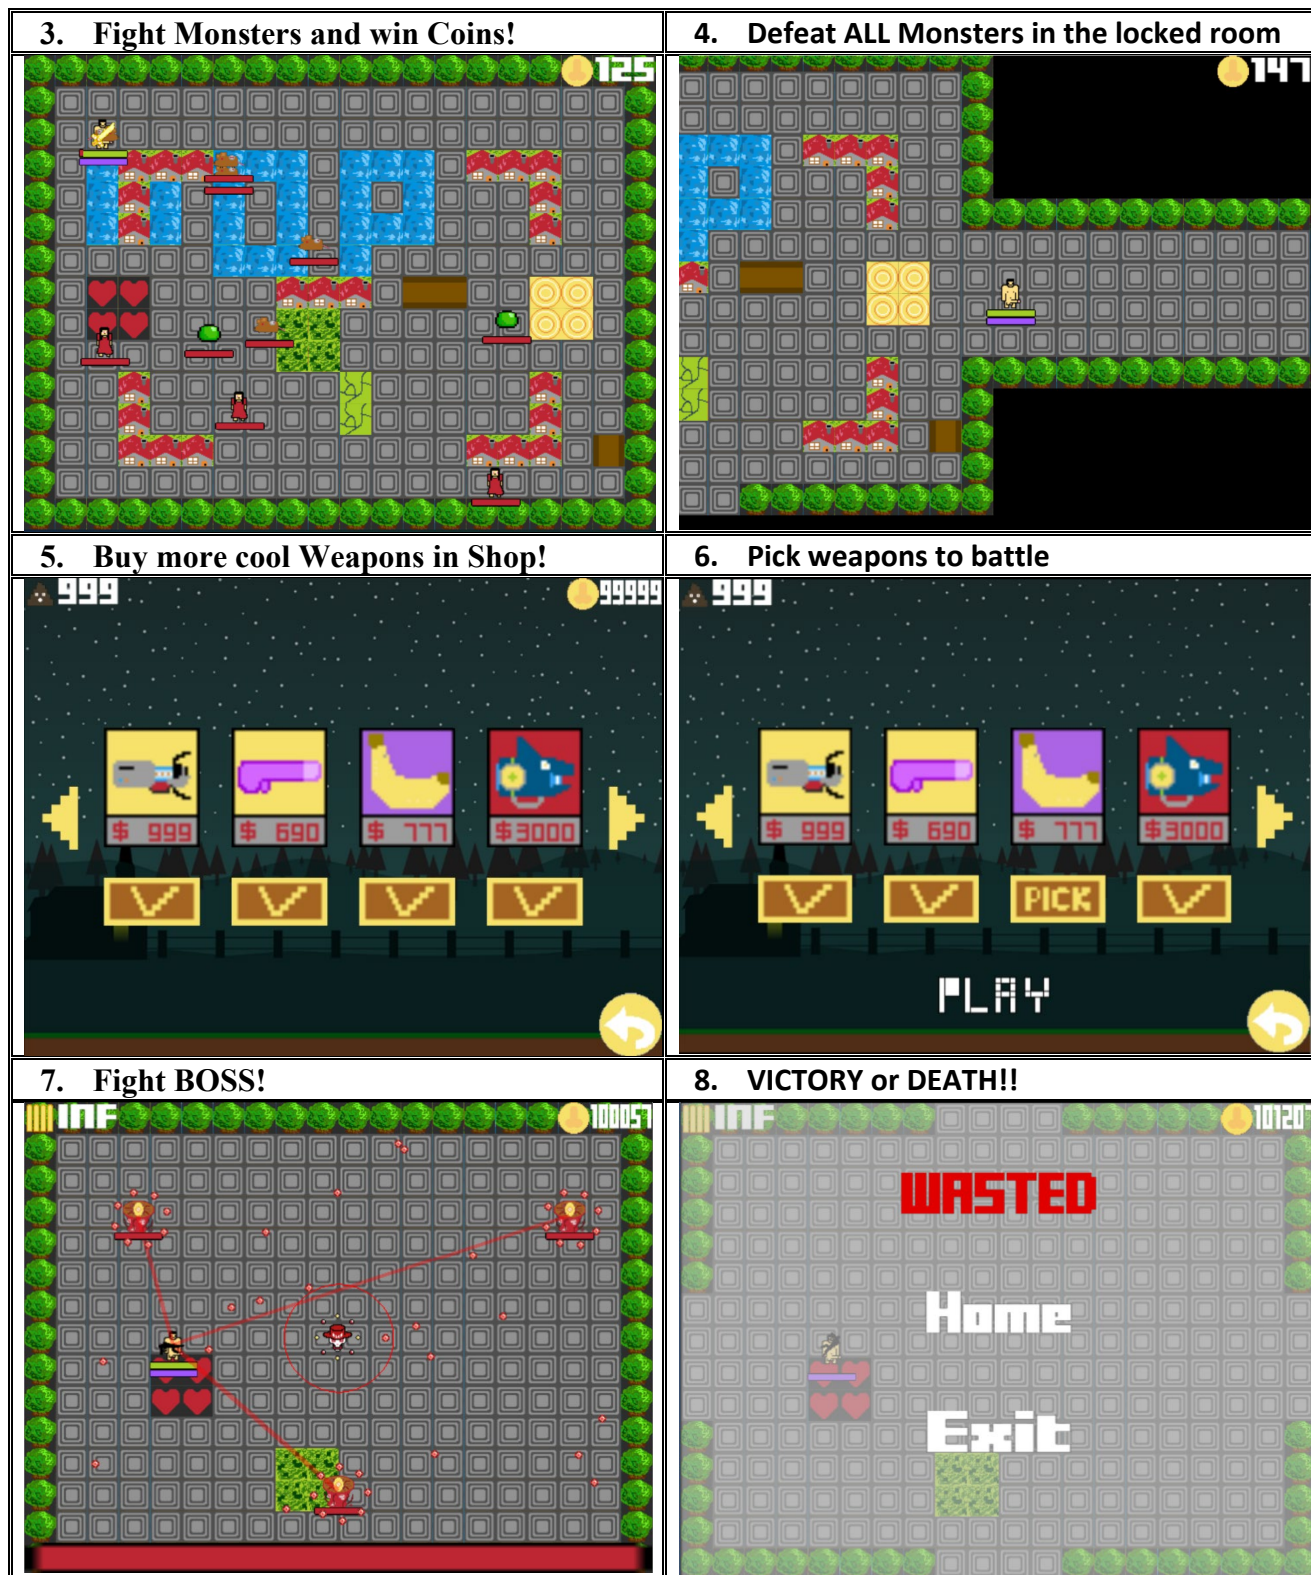 3. Fight Monsters and win Coins!
4. Defeat ALL Monsters in the locked room
125
147
5. Buy more cool Weapons in Shop!
6. Pick weapons to battle
999
99999
999
$ 999
$ 690
$ 777
$ 3000
$ 999
$ 690
$ 777
$ 3000
PICK
PLAY
7. Fight BOSS!
8. VICTORY or DEATH!!
INF
100057
INF
10120
WASTED
Home
Exit